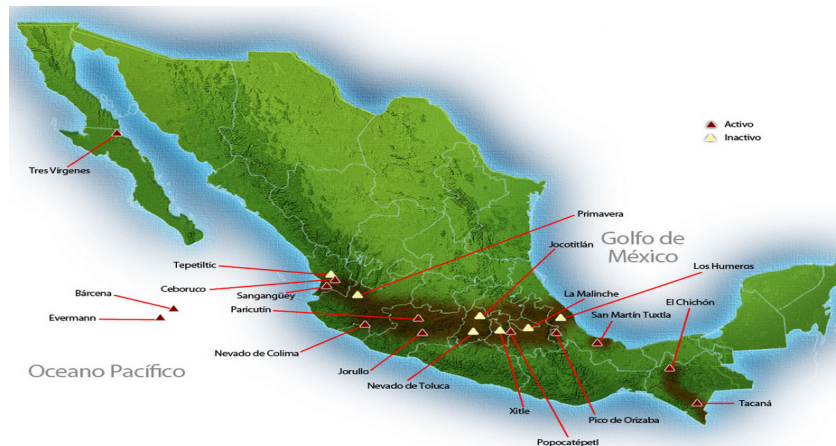 Activo
Inactivo
Tres Vírgenes
Primavera
Golfo de
México
Jocotitlán
Tepetiltic
Los Humeros
Ceboruco
La Malinche
Sangangüey
Bárcena
El Chichón
Paricutín
San Martín Tuxtla
Evermann
Nevado de Colima
Oceano Pacífico
Jorullo
Nevado de Toluca
Tacaná
Xitle
Pico de Orizaba
Popocatépetl